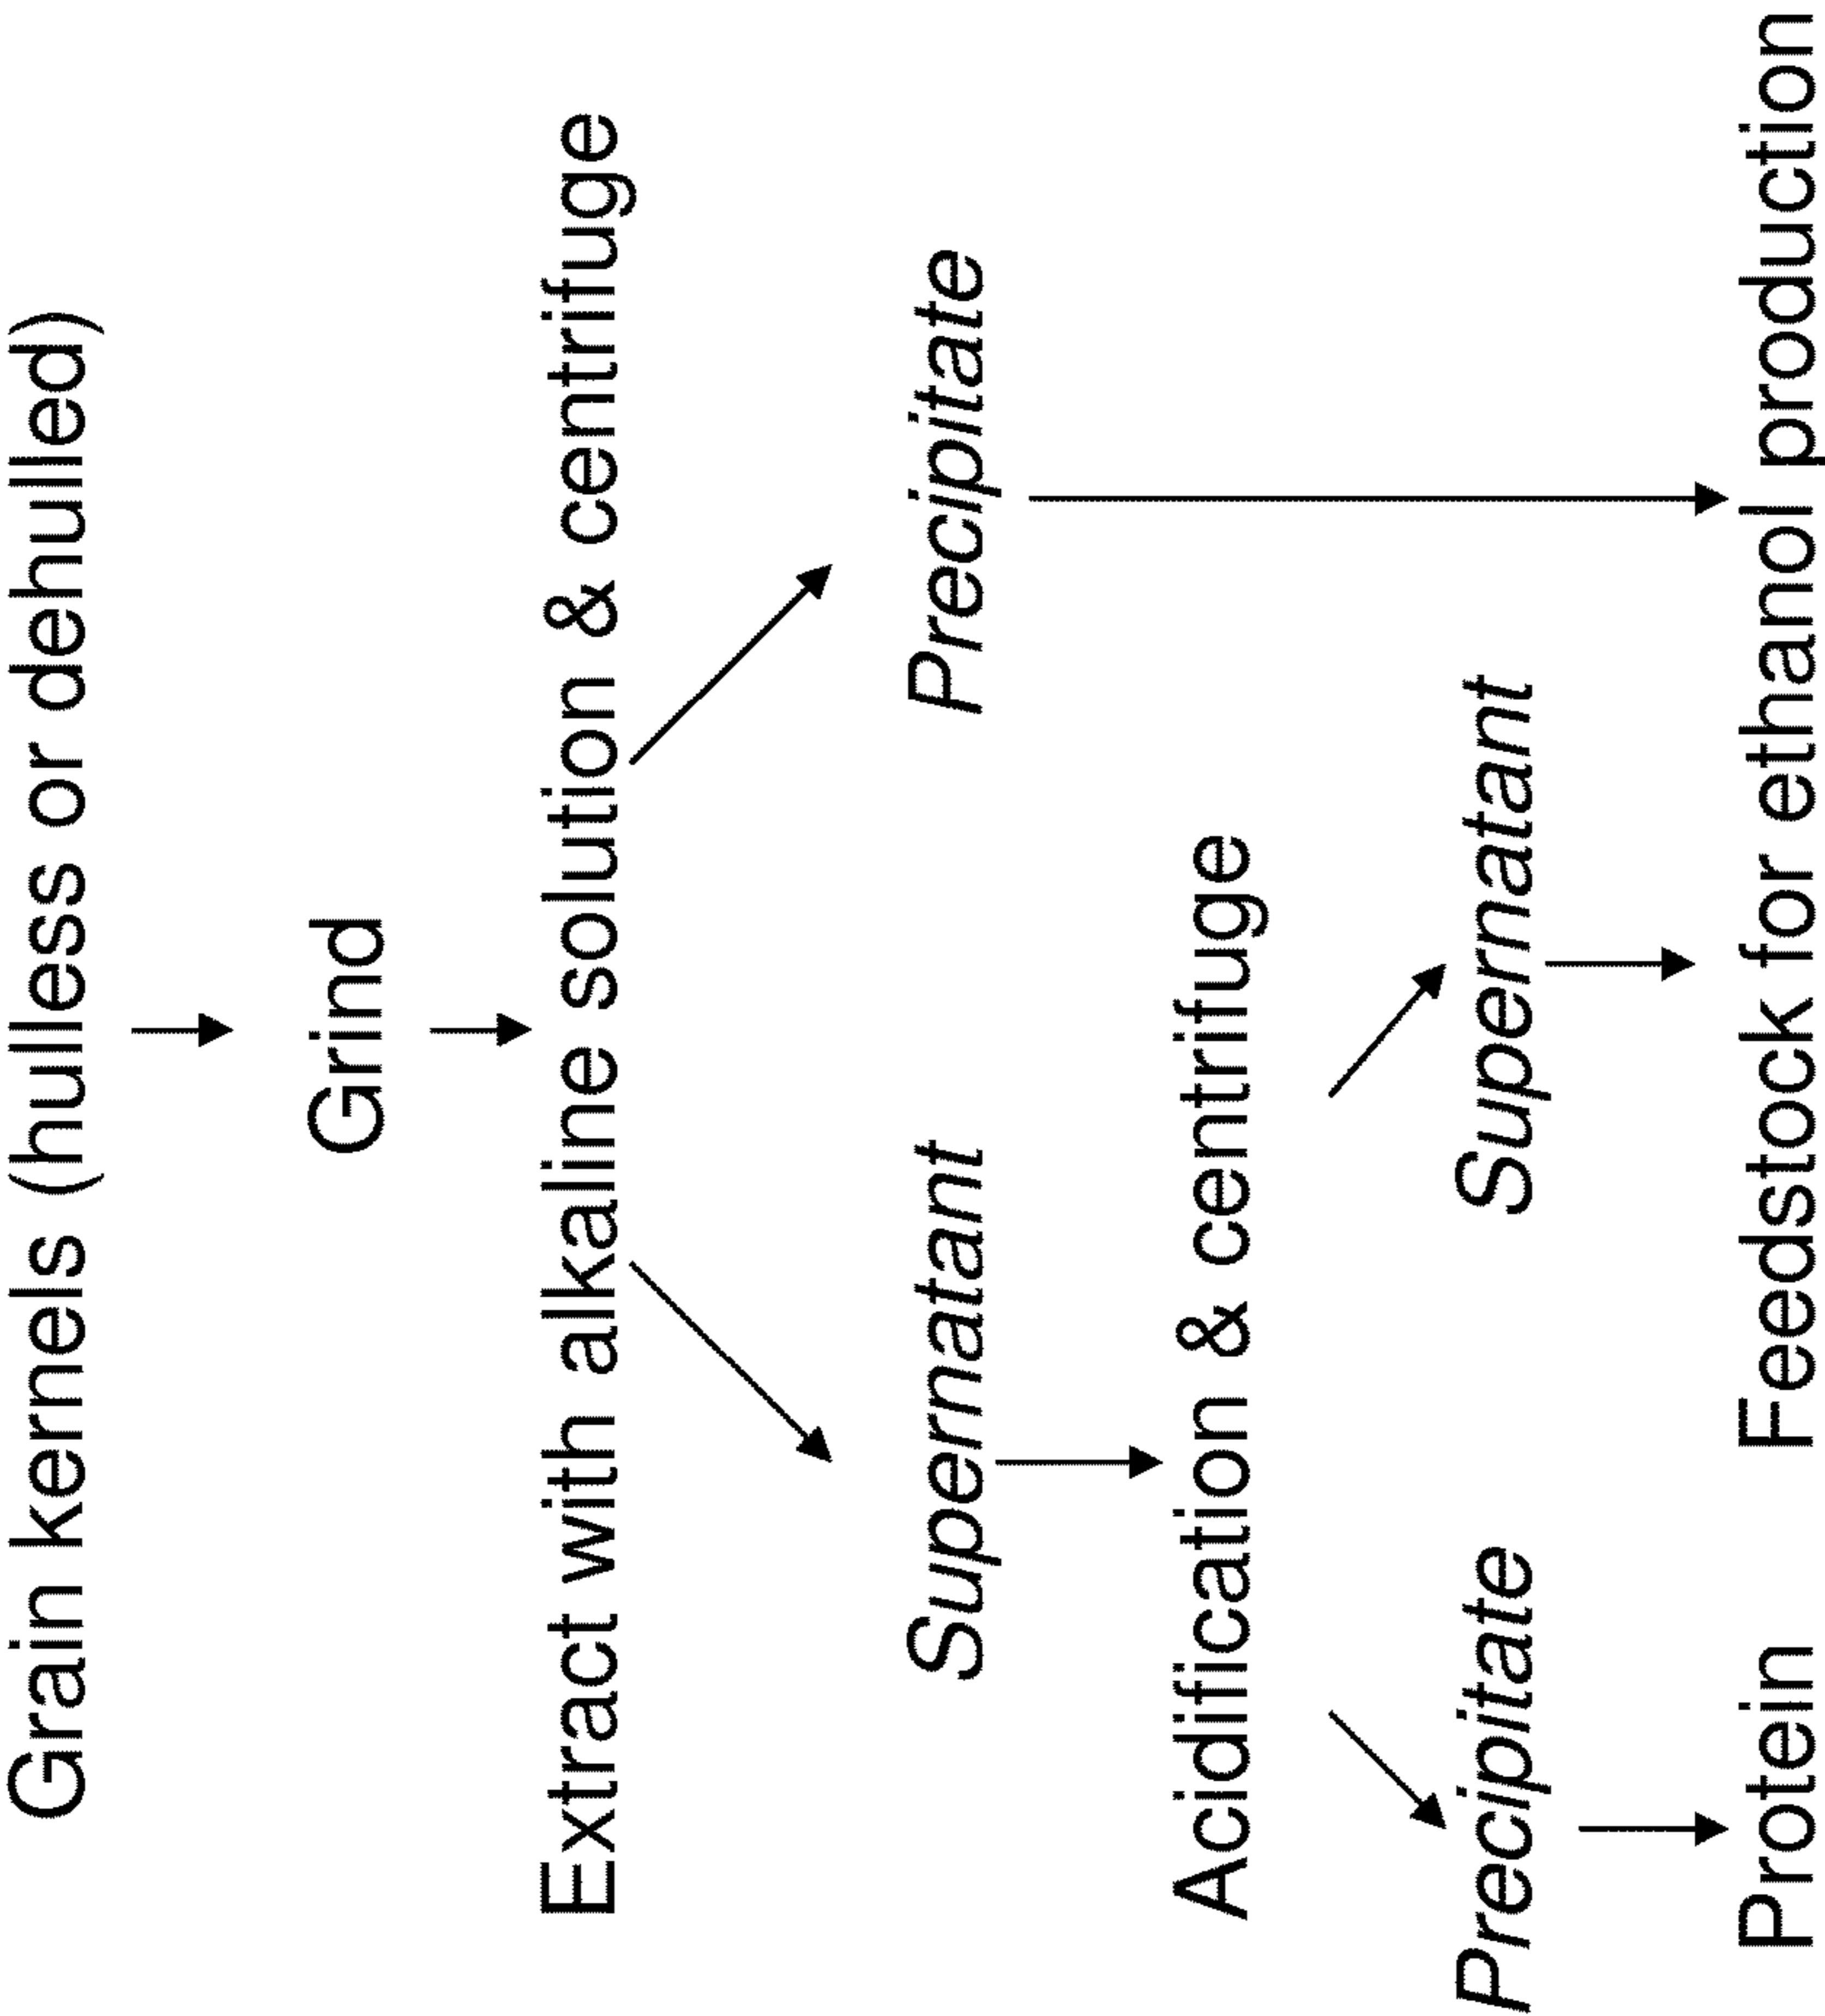 Grain kernels (hulless or dehulled)
Grind
Extract with alkaline solution & centrifuge
Supernatant Precipitate
Acidification & centrifuge
Precipitate Supernatant
Protein Feedstock for ethanol production